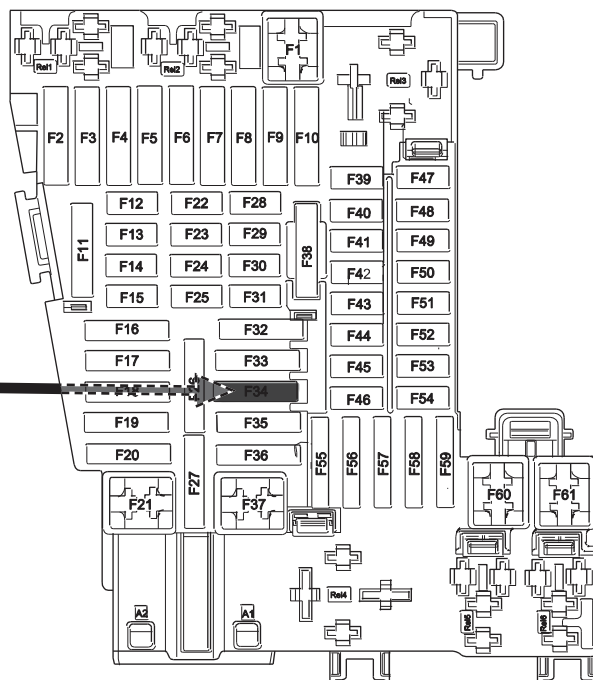 F1
Rel1
Rel2
Rel3
F2 F3 F4 F5 F6 F7 F8 F9 F10
F39 F47
F12 F22 F28
F40 F48
F11
F13 F23 F29
F38
F41 F49
F14 F24 F30
F42 F50
F15 F25 F31
F43 F51
F16 F32
F44 F52
F17 F33
F45 F53
F34
F46 F54
F19 F35
F20 F36
F27
F55 F56 F57 F58 F59
F21 F37
F60 F61
Rel4
A2 A1
Rel5 Rel6